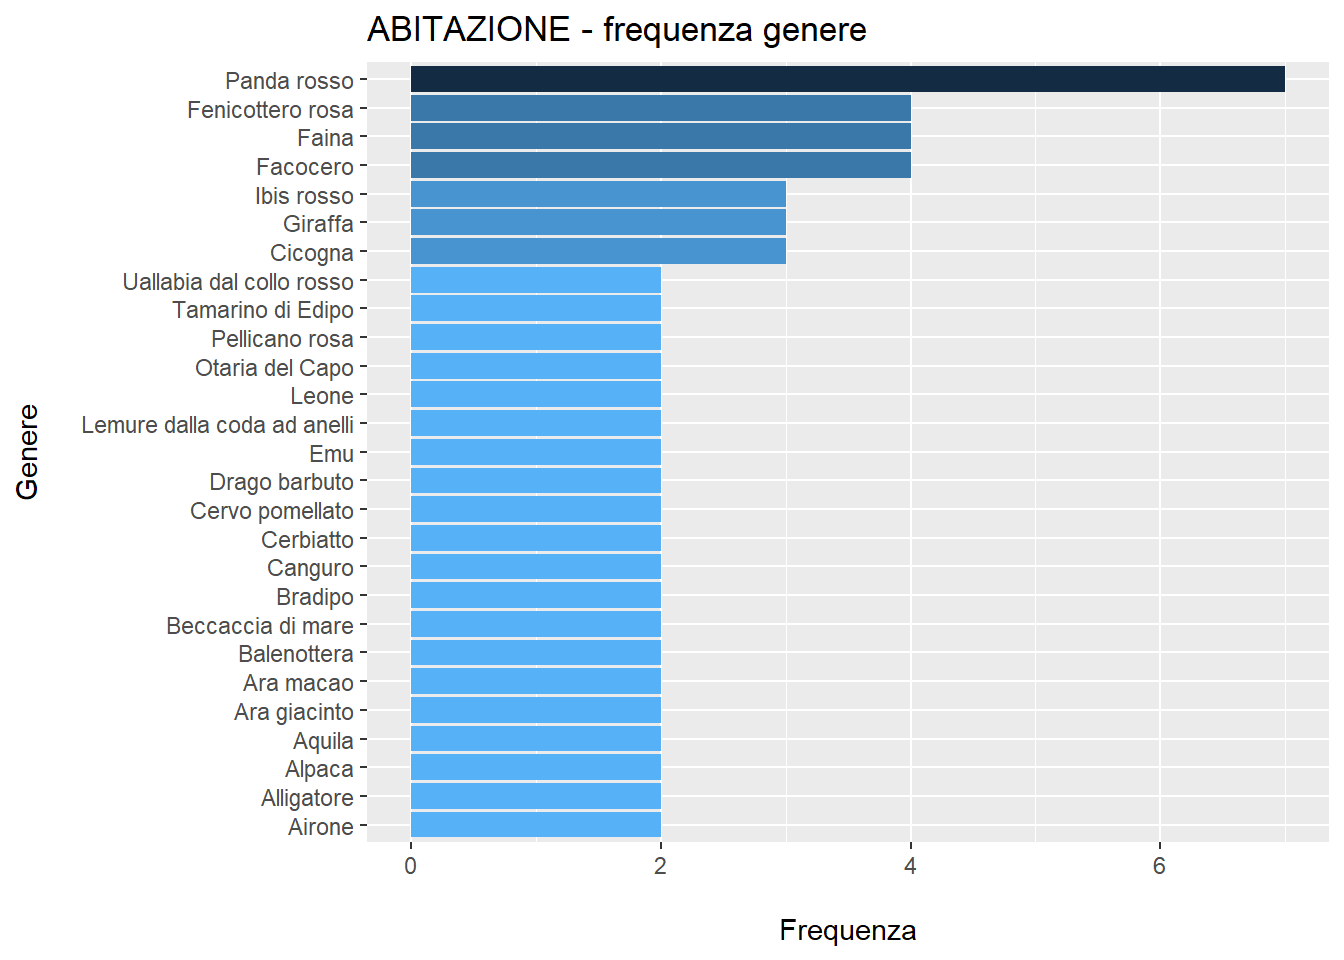 ABITAZIONE - frequenza genere
Genere
Panda rosso
Fenicottero rosa
Faina
Facocero
Ibis rosso
Giraffa
Cicogna
Uallabia dal collo rosso
Tamarino di Edipo
Pellicano rosa
Otaria del Capo
Leone
Lemure dalla coda ad anelli
Emu
Drago barbuto
Cervo pomellato
Cerbiatto
Canguro
Bradipo
Beccaccia di mare
Balenottera
Ara macao
Ara giacinto
Aquila
Alpaca
Alligatore
Airone
0 2 4 6
Frequenza